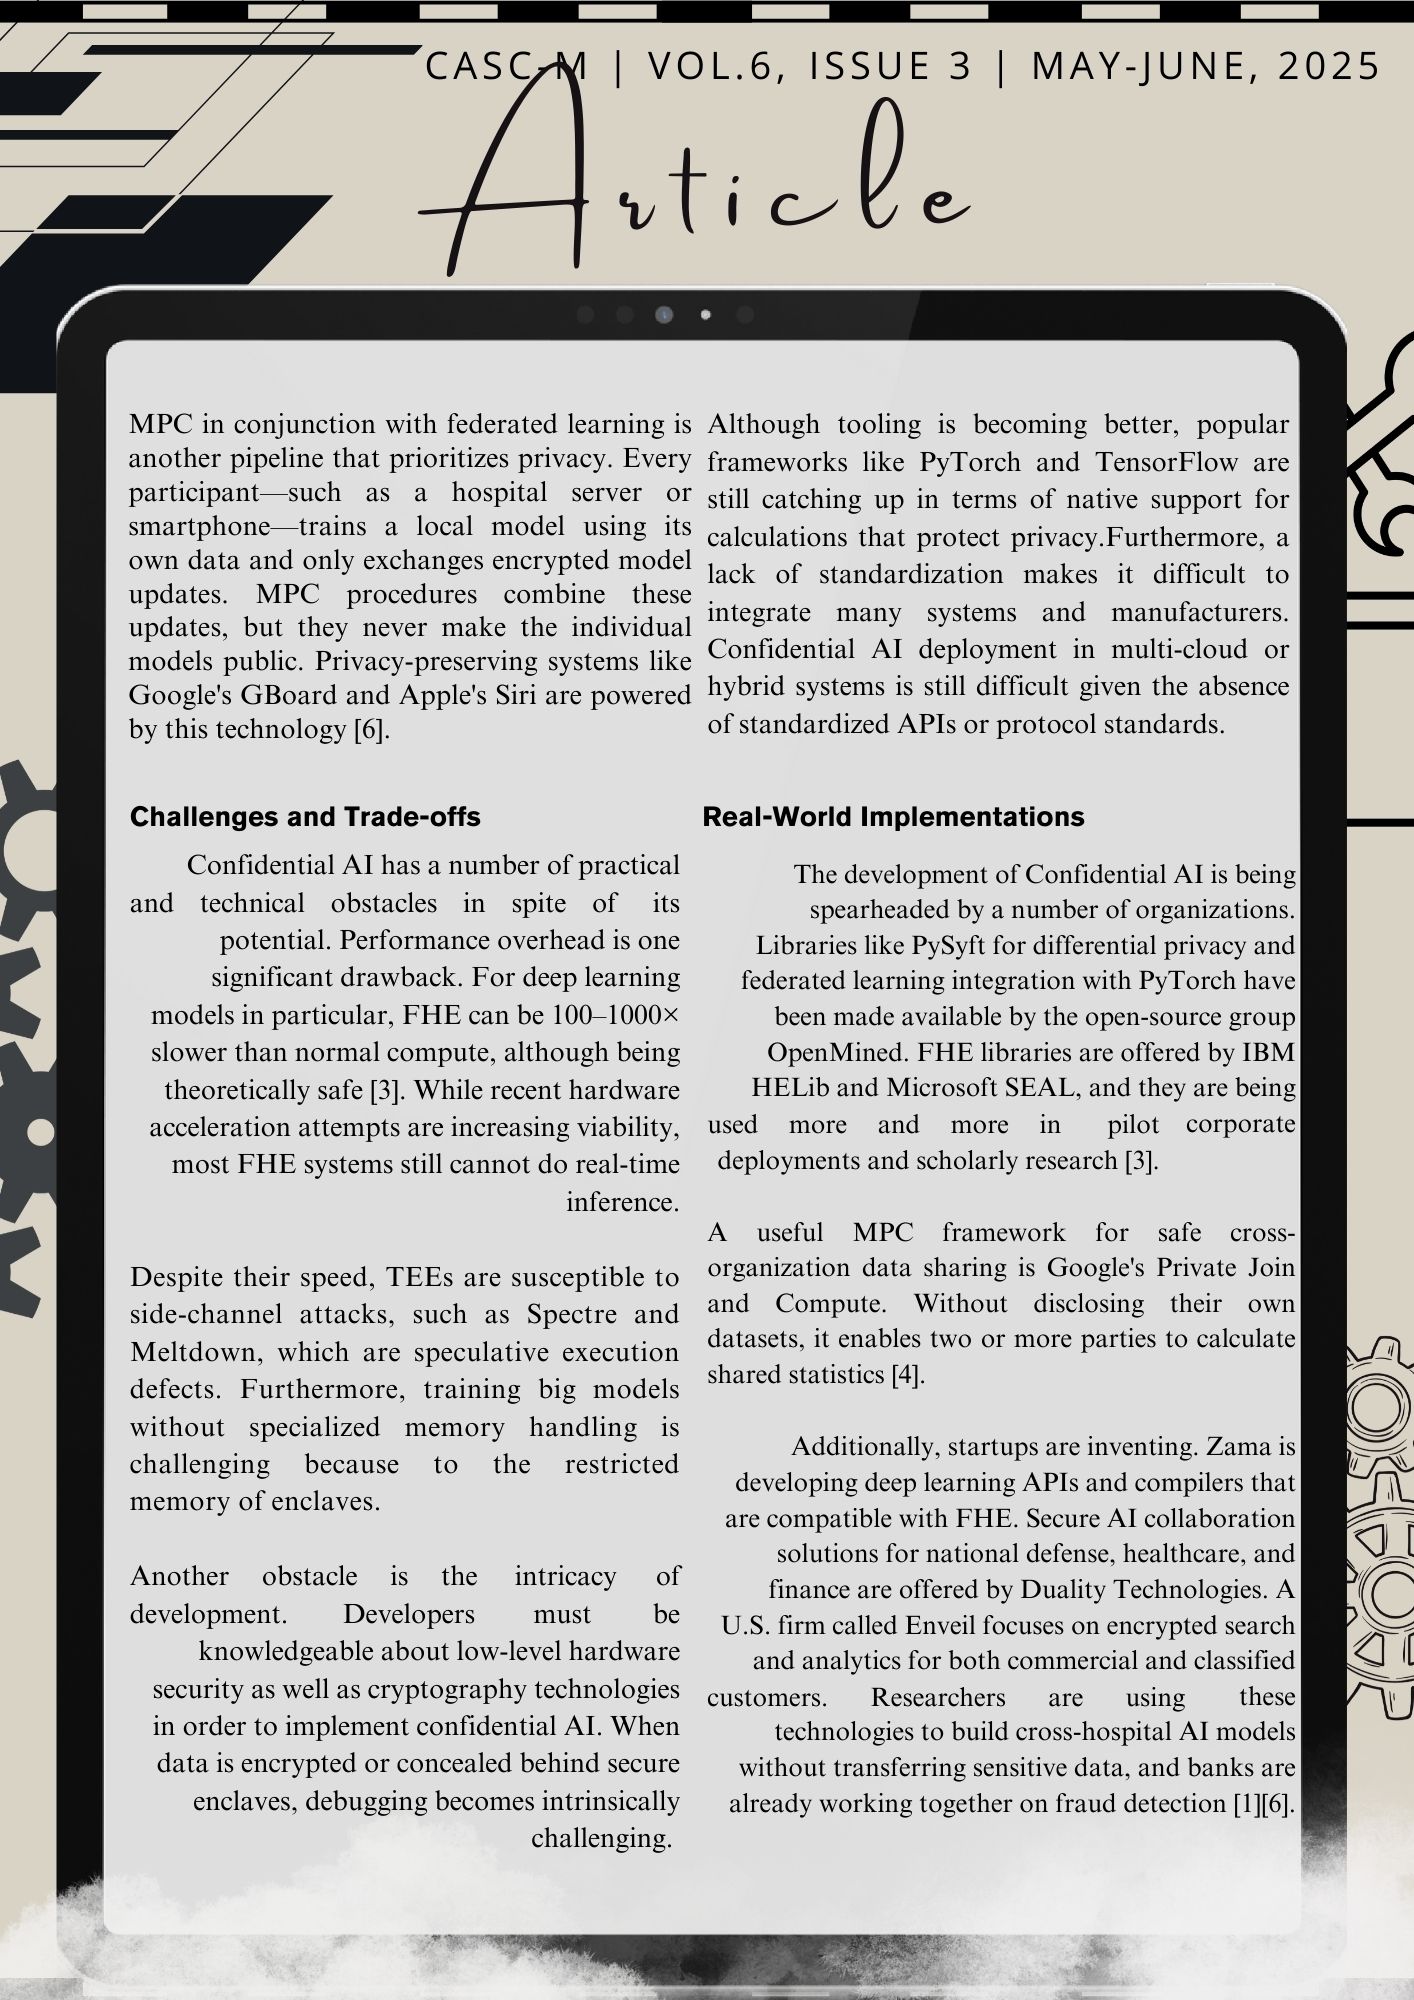 CASC-M | VOL.6, ISSUE 3 | MAY-JUNE, 2025
Article
MPC in conjunction with federated learning is
another pipeline that prioritizes privacy. Every
participant—such as a hospital server or
smartphone—trains a local model using its
own data and only exchanges encrypted model
updates. MPC procedures combine these
updates, but they never make the individual
models public. Privacy-preserving systems like
Google's GBoard and Apple's Siri are powered
by this technology [6].
Challenges and Trade-offs
Confidential AI has a number of practical
and technical obstacles in spite of its
potential. Performance overhead is one
significant drawback. For deep learning
models in particular, FHE can be 100–1000×
slower than normal compute, although being
theoretically safe [3]. While recent hardware
acceleration attempts are increasing viability,
most FHE systems still cannot do real-time
inference.
Despite their speed, TEEs are susceptible to
side-channel attacks, such as Spectre and
Meltdown, which are speculative execution
defects. Furthermore, training big models
without specialized memory handling is
challenging because to the restricted
memory of enclaves.
Another obstacle is the intricacy of
development. Developers must be
knowledgeable about low-level hardware
security as well as cryptography technologies
in order to implement confidential AI. When
data is encrypted or concealed behind secure
enclaves, debugging becomes intrinsically
challenging.
Although tooling is becoming better, popular
frameworks like PyTorch and TensorFlow are
still catching up in terms of native support for
calculations that protect privacy.Furthermore, a
lack of standardization makes it difficult to
integrate many systems and manufacturers.
Confidential AI deployment in multi-cloud or
hybrid systems is still difficult given the absence
of standardized APIs or protocol standards.
Real-World Implementations
The development of Confidential AI is being
spearheaded by a number of organizations.
Libraries like PySyft for differential privacy and
federated learning integration with PyTorch have
been made available by the open-source group
OpenMined. FHE libraries are offered by IBM
HELib and Microsoft SEAL, and they are being
used more and more in pilot corporate
deployments and scholarly research [3].
A useful MPC framework for safe cross-
organization data sharing is Google's Private Join
and Compute. Without disclosing their own
datasets, it enables two or more parties to calculate
shared statistics [4].
Additionally, startups are inventing. Zama is
developing deep learning APIs and compilers that
are compatible with FHE. Secure AI collaboration
solutions for national defense, healthcare, and
finance are offered by Duality Technologies. A
U.S. firm called Enveil focuses on encrypted search
and analytics for both commercial and classified
customers. Researchers are using these
technologies to build cross-hospital AI models
without transferring sensitive data, and banks are
already working together on fraud detection [1][6].